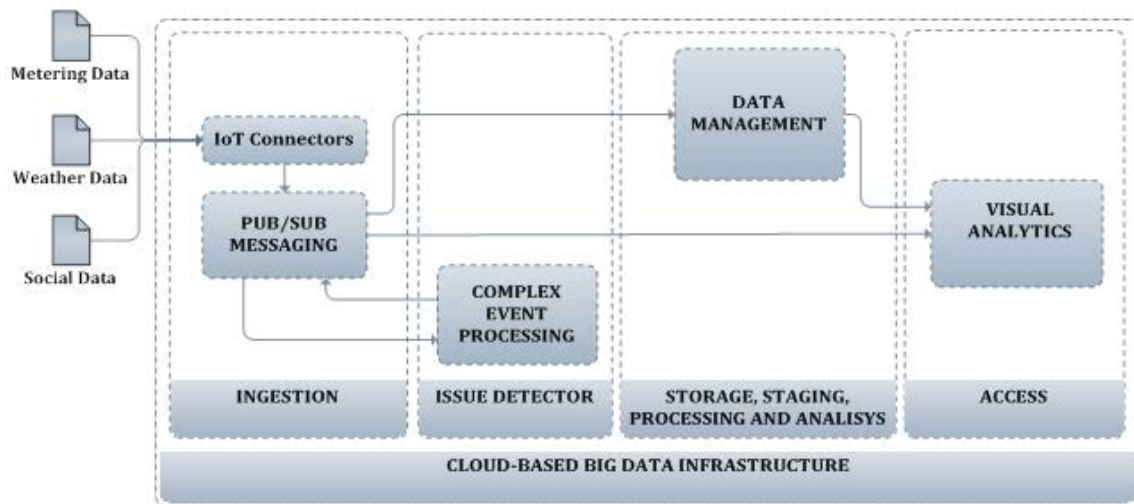 Metering Data
Weather Data
Social Data
IoT Connectors
PUB/SUB
MESSAGING
COMPLEX
EVENT
PROCESSING
DATA
MANAGEMENT
VISUAL
ANALYTICS
INGESTION
ISSUE DETECTOR
STORAGE, STAGING,
PROCESSING AND ANALISYS
ACCESS
CLOUD-BASED BIG DATA INFRASTRUCTURE